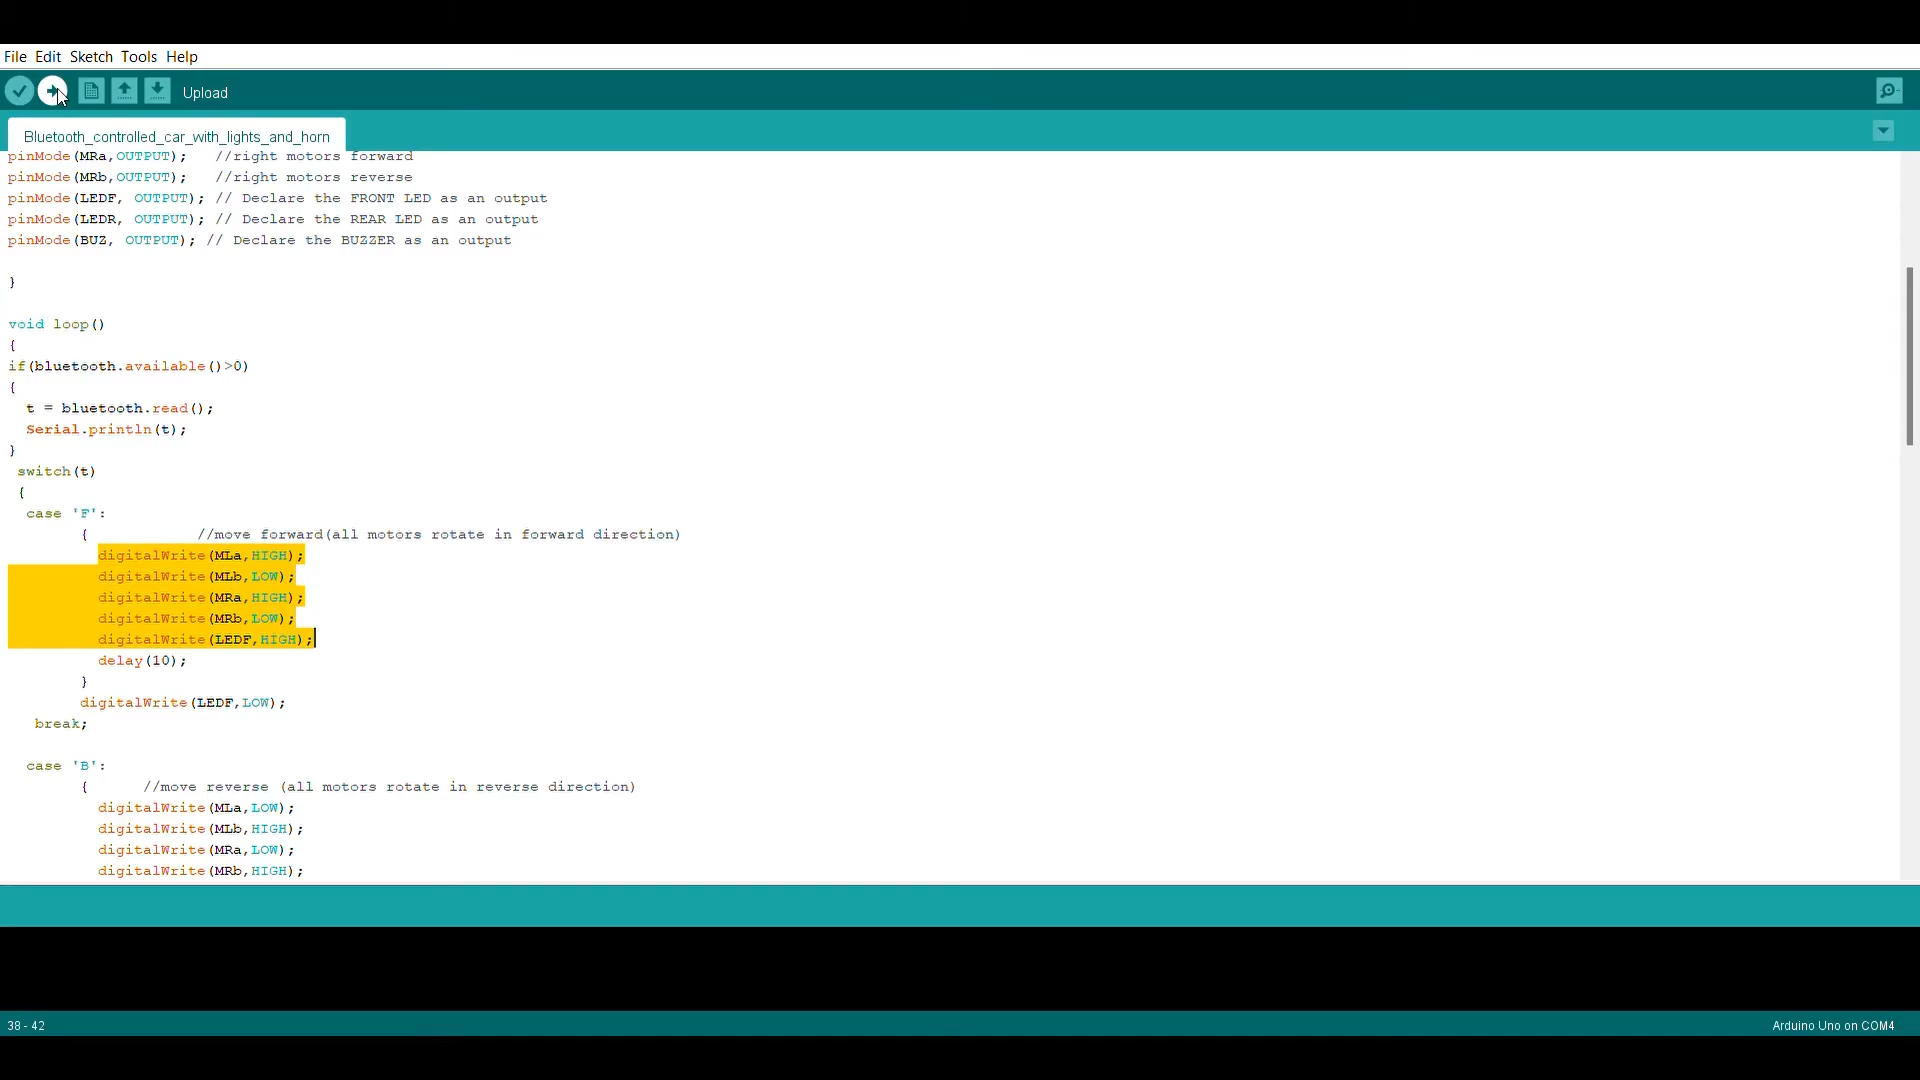 File Edit Sketch Tools Help
Upload
Bluetooth_controlled_car_with_lights_and_horn
pinMode(MRa,OUTPUT);   //right motors forward
pinMode(MRb,OUTPUT);   //right motors reverse
pinMode(LEDF, OUTPUT); // Declare the FRONT LED as an output
pinMode(LEDR, OUTPUT); // Declare the REAR LED as an output
pinMode(BUZ, OUTPUT); // Declare the BUZZER as an output
}
void loop()
{
if(bluetooth.available()>0)
{
t = bluetooth.read();
Serial.println(t);
}
switch(t)
{
case 'F':
{            //move forward(all motors rotate in forward direction)
digitalWrite(MLa,HIGH);
digitalWrite(MLb,LOW);
digitalWrite(MRa,HIGH);
digitalWrite(MRb,LOW);
digitalWrite(LEDF,HIGH);
delay(10);
}
digitalWrite(LEDF,LOW);
break;
case 'B':
{      //move reverse (all motors rotate in reverse direction)
digitalWrite(MLa,LOW);
digitalWrite(MLb,HIGH);
digitalWrite(MRa,LOW);
digitalWrite(MRb,HIGH);
38 - 42
Arduino Uno on COM4